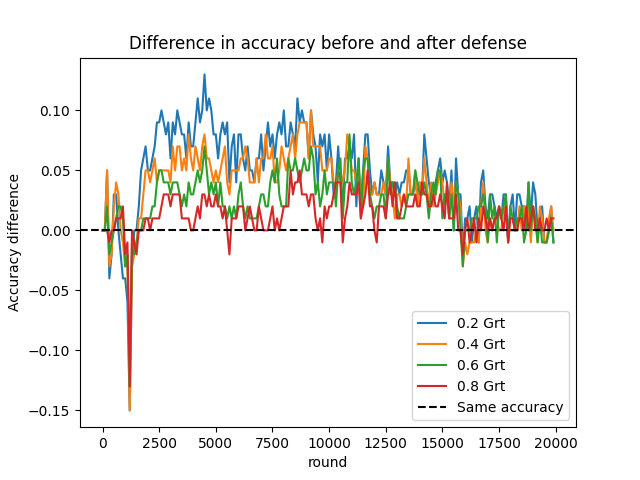 Difference in accuracy before and after defense
Accuracy difference
0.10
0.05
0.00
−0.05
−0.10
−0.15
0.2 Grt
0.4 Grt
0.6 Grt
0.8 Grt
Same accuracy
0 2500 5000 7500 10000 12500 15000 17500 20000
round